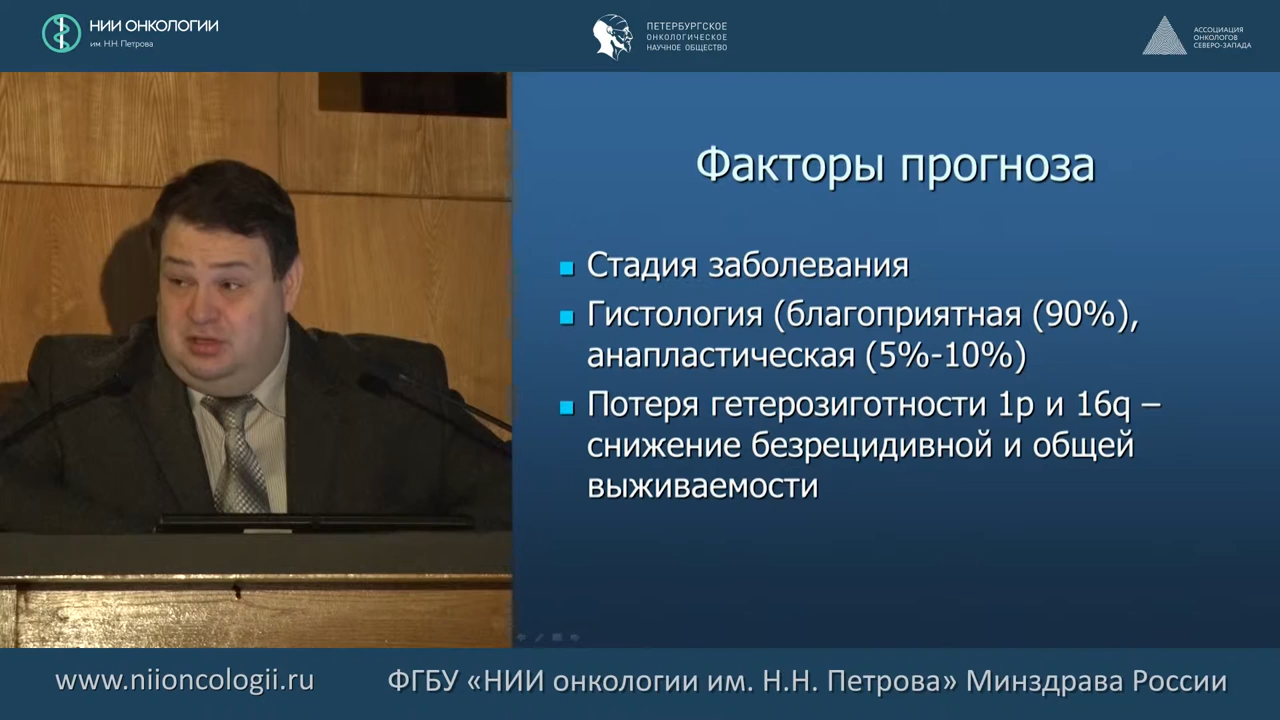 НИИ ОНКОЛОГИИ
им. Н.Н. Петрова
ПЕТЕРБУРГСКОЕ
ОНКОЛОГИЧЕСКОЕ
НАУЧНОЕ ОБЩЕСТВО
АССОЦИАЦИЯ
ОНКОЛОГОВ
СЕВЕРО-ЗАПАДА
Факторы прогноза
Стадия заболевания
Гистология (благоприятная (90%),
анапластическая (5%-10%)
Потеря гетерозиготности 1p и 16q –
снижение безрецидивной и общей
выживаемости
www.niioncologii.ru
ФГБУ «НИИ онкологии им. Н.Н. Петрова» Минздрава России